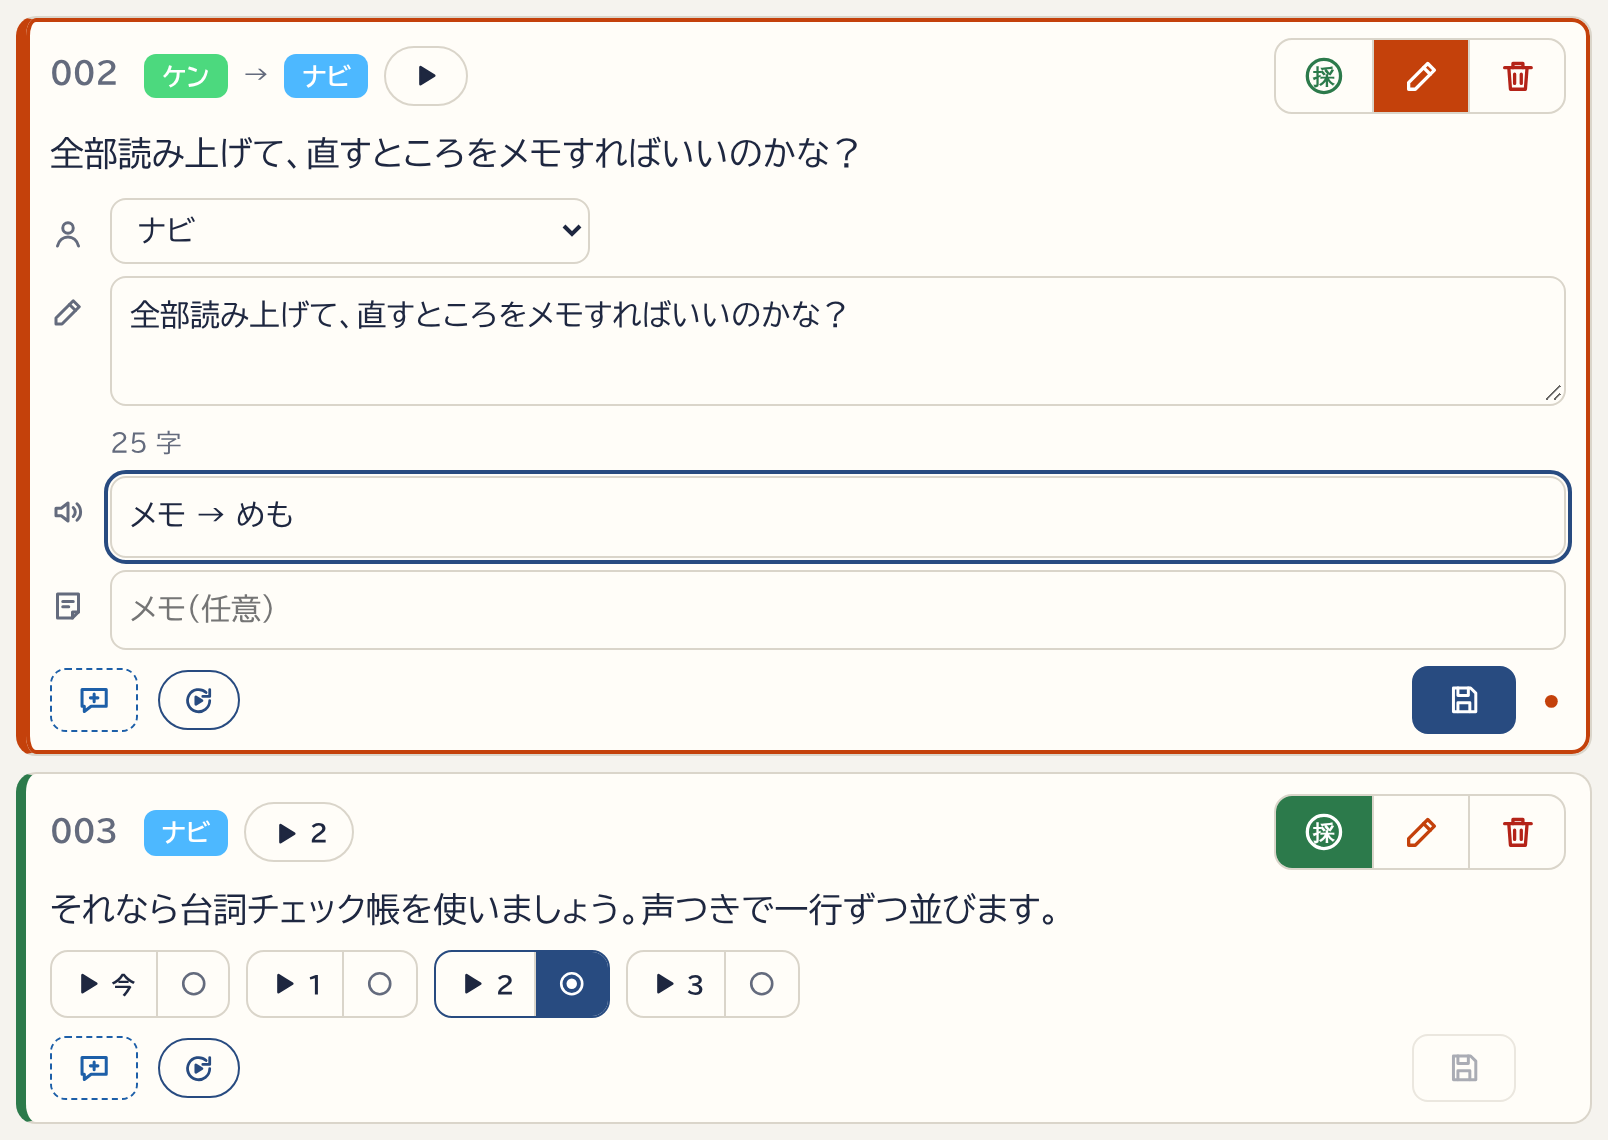 002 ケン → ナビ 採
全部読み上げて、直すところをメモすればいいのかな？
ナビ
全部読み上げて、直すところをメモすればいいのかな？
25 字
メモ → めも
メモ(任意)
003 ナビ 2 採
それなら台詞チェック帳を使いましょう。声つきで一行ずつ並びます。
今 1 2 3